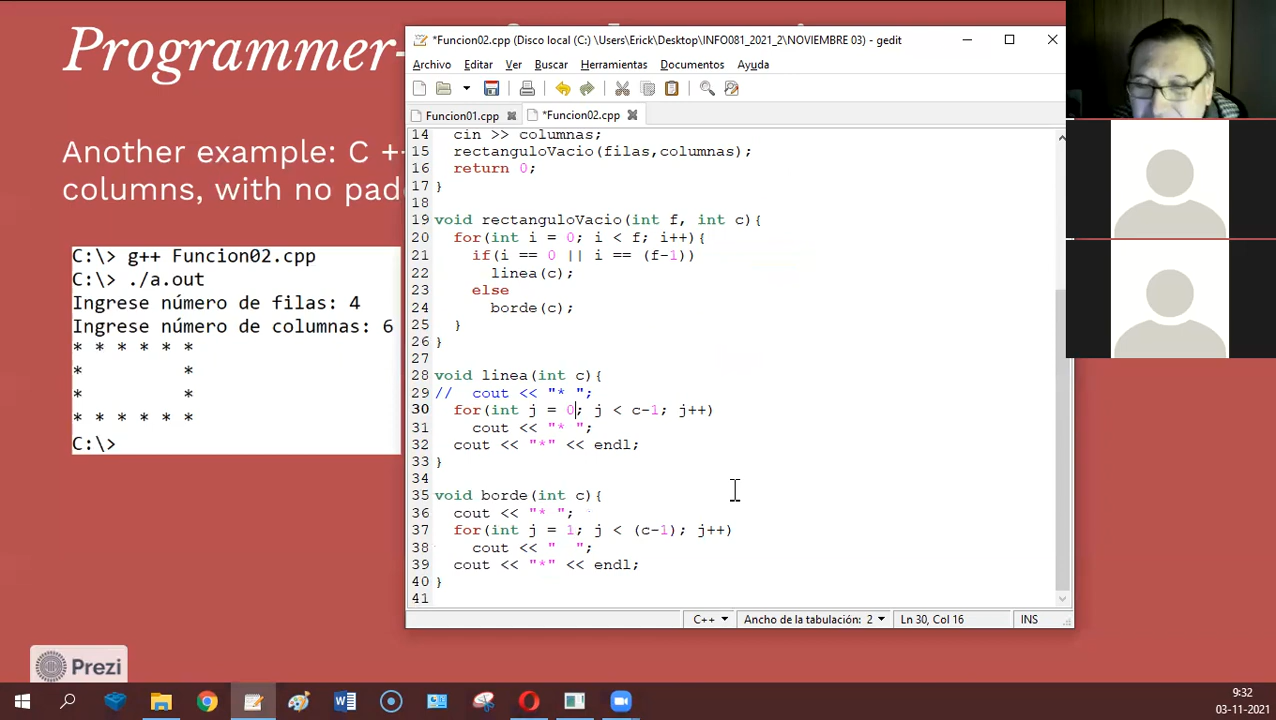 Programmer-
Another example: C +
columns, with no pad
C:\> g++ Funcion02.cpp
C:\> ./a.out
Ingrese número de filas: 4
Ingrese número de columnas: 6
* * * * * *
*         *
*         *
* * * * * *
C:\>
Prezi
*Funcion02.cpp (Disco local (C:) \Users\Erick\Desktop\INFO081_2021_2\NOVIEMBRE 03) - gedit
Archivo Editar Ver Buscar Herramientas Documentos Ayuda
Funcion01.cpp *Funcion02.cpp
14 cin >> columnas;
15 rectanguloVacio(filas,columnas);
16 return 0;
17 }
18
19 void rectanguloVacio(int f, int c){
20 for(int i = 0; i < f; i++){
21 if(i == 0 || i == (f-1))
22 linea(c);
23 else
24 borde(c);
25 }
26 }
27
28 void linea(int c){
29 // cout << "* ";
30 for(int j = 0; j < c-1; j++)
31 cout << "* ";
32 cout << "*" << endl;
33 }
34
35 void borde(int c){
36 cout << "* ";
37 for(int j = 1; j < (c-1); j++)
38 cout << "  ";
39 cout << "*" << endl;
40 }
41
C++ Ancho de la tabulación: 2 Ln 30, Col 16 INS
9:32
03-11-2021